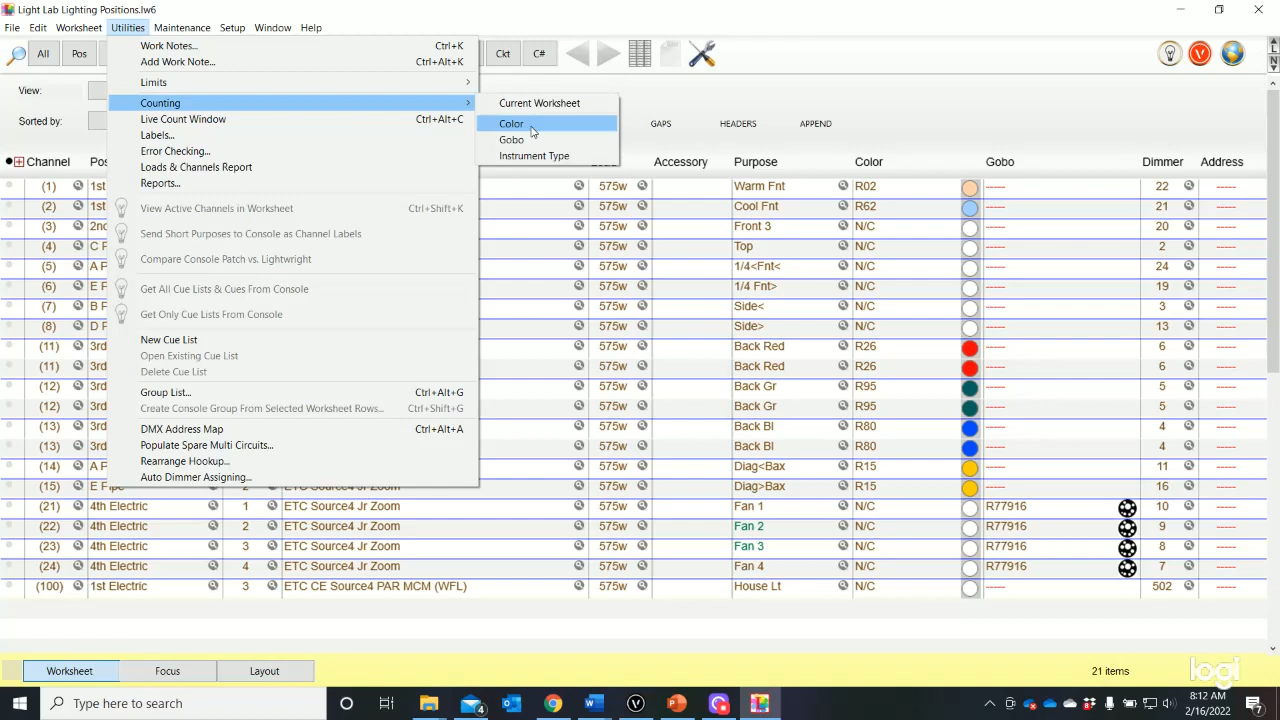 Light Lab Lighting Positions.lw6
File Edit Worksheet Utilities Maintenance Setup Window Help
All Pos Ckt C#
Work Notes... Ctrl+K
Add Work Note... Ctrl+Alt+K
Limits
Counting
Live Count Window Ctrl+Alt+C
Labels...
Error Checking...
Loads & Channels Report
Reports...
View Active Channels in Worksheet Ctrl+Shift+K
Send Short Purposes to Console as Channel Labels
Compare Console Patch vs. Lightwright
Get All Cue Lists & Cues From Console
Get Only Cue Lists From Console
New Cue List
Open Existing Cue List
Delete Cue List
Group List... Ctrl+Alt+G
Create Console Group From Selected Worksheet Rows... Ctrl+Shift+G
DMX Address Map Ctrl+Alt+A
Populate Spare Multi Circuits...
Rearrange Hookup...
Auto Dimmer Assigning...
Current Worksheet
Color
Gobo
Instrument Type
L
N
View:
Sorted by:
GAPS HEADERS APPEND
Channel Pos Accessory Purpose Color Gobo Dimmer Address
(1) 1st 575w Warm Fnt R02 ----- 22 -----
(2) 1st 575w Cool Fnt R62 ----- 21 -----
(3) 2nd 575w Front 3 N/C ----- 20 -----
(4) C P 575w Top N/C ----- 2 -----
(5) A P 575w 1/4<Fnt< N/C ----- 24 -----
(6) E P 575w 1/4 Fnt> N/C ----- 19 -----
(7) B P 575w Side< N/C ----- 3 -----
(8) D P 575w Side> N/C ----- 13 -----
(11) 3rd 575w Back Red R26 ----- 6 -----
(11) 3rd 575w Back Red R26 ----- 6 -----
(12) 3rd 575w Back Gr R95 ----- 5 -----
(12) 3rd 575w Back Gr R95 ----- 5 -----
(13) 3rd 575w Back Bl R80 ----- 4 -----
(13) 3rd 575w Back Bl R80 ----- 4 -----
(14) A P 575w Diag<Bax R15 ----- 11 -----
(15) E Pipe 2 ETC Source4 Jr Zoom 575w Diag>Bax R15 ----- 16 -----
(21) 4th Electric 1 ETC Source4 Jr Zoom 575w Fan 1 N/C R77916 10 -----
(22) 4th Electric 2 ETC Source4 Jr Zoom 575w Fan 2 N/C R77916 9 -----
(23) 4th Electric 3 ETC Source4 Jr Zoom 575w Fan 3 N/C R77916 8 -----
(24) 4th Electric 4 ETC Source4 Jr Zoom 575w Fan 4 N/C R77916 7 -----
(100) 1st Electric 3 ETC CE Source4 PAR MCM (WFL) 575w House Lt N/C ----- 502 -----
Worksheet Focus Layout 21 items logi
Type here to search 4 8:12 AM
2/16/2022